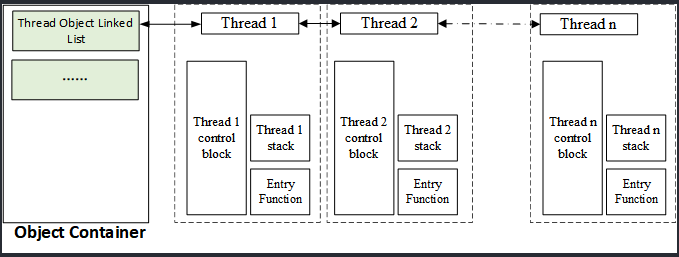 Thread Object Linked
List
Thread 1
Thread 2
Thread n
......
Thread 1
control
block
Thread 1
stack
Entry
Function
Thread 2
control
block
Thread 2
stack
Entry
Function
Thread n
control
block
Thread n
stack
Entry
Function
Object Container